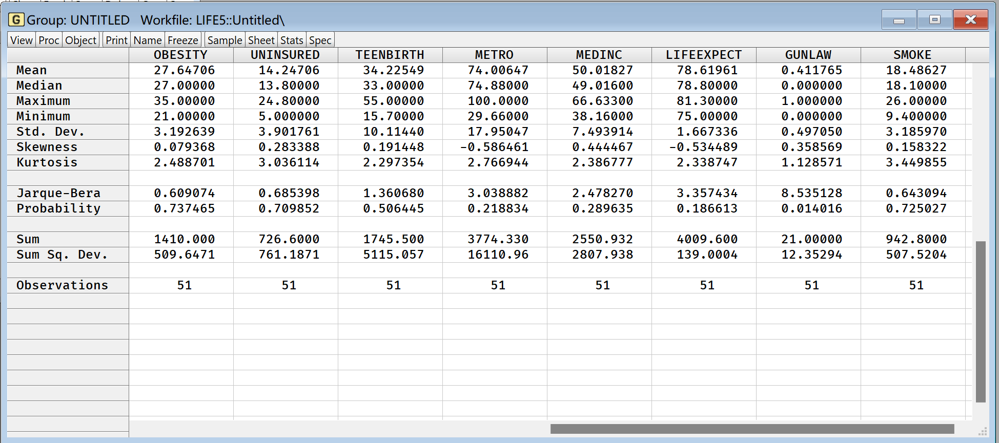 G Group: UNTITLED Workfile: LIFE5::Untitled\
View Proc Object Print Name Freeze Sample Sheet Stats Spec
OBESITY UNINSURED TEENBIRTH METRO MEDINC LIFEEXPECT GUNLAW SMOKE
Mean 27.64706 14.24706 34.22549 74.00647 50.01827 78.61961 0.411765 18.48627
Median 27.00000 13.80000 33.00000 74.88000 49.01600 78.80000 0.000000 18.10000
Maximum 35.00000 24.80000 55.00000 100.0000 66.63300 81.30000 1.000000 26.00000
Minimum 21.00000 5.000000 15.70000 29.66000 38.16000 75.00000 0.000000 9.400000
Std. Dev. 3.192639 3.901761 10.11440 17.95047 7.493914 1.667336 0.497050 3.185970
Skewness 0.079368 0.283388 0.191448 -0.586461 0.444467 -0.534489 0.358569 0.158322
Kurtosis 2.488701 3.036114 2.297354 2.766944 2.386777 2.338747 1.128571 3.449855
Jarque-Bera 0.609074 0.685398 1.360680 3.038882 2.478270 3.357434 8.535128 0.643094
Probability 0.737465 0.709852 0.506445 0.218834 0.289635 0.186613 0.014016 0.725027
Sum 1410.000 726.6000 1745.500 3774.330 2550.932 4009.600 21.00000 942.8000
Sum Sq. Dev. 509.6471 761.1871 5115.057 16110.96 2807.938 139.0004 12.35294 507.5204
Observations 51 51 51 51 51 51 51 51